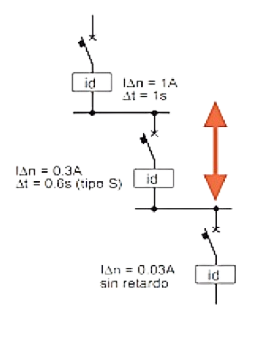 id
IΔn = 1A
Δt = 1s
IΔn = 0.3A
Δt = 0.6s (tipo S)
id
IΔn = 0.03A
sin retardo
id